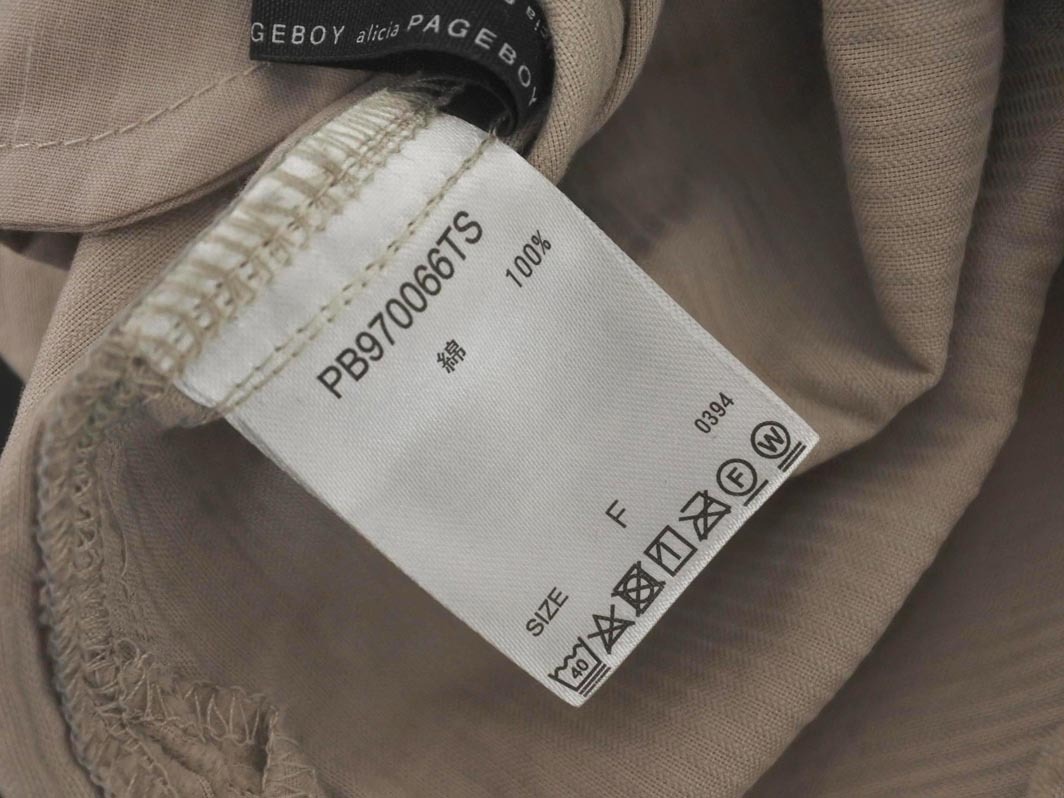 GEBOY alicia PAGEBOY
PB970066TS
綿 100%
0394
SIZE F
40
F
W